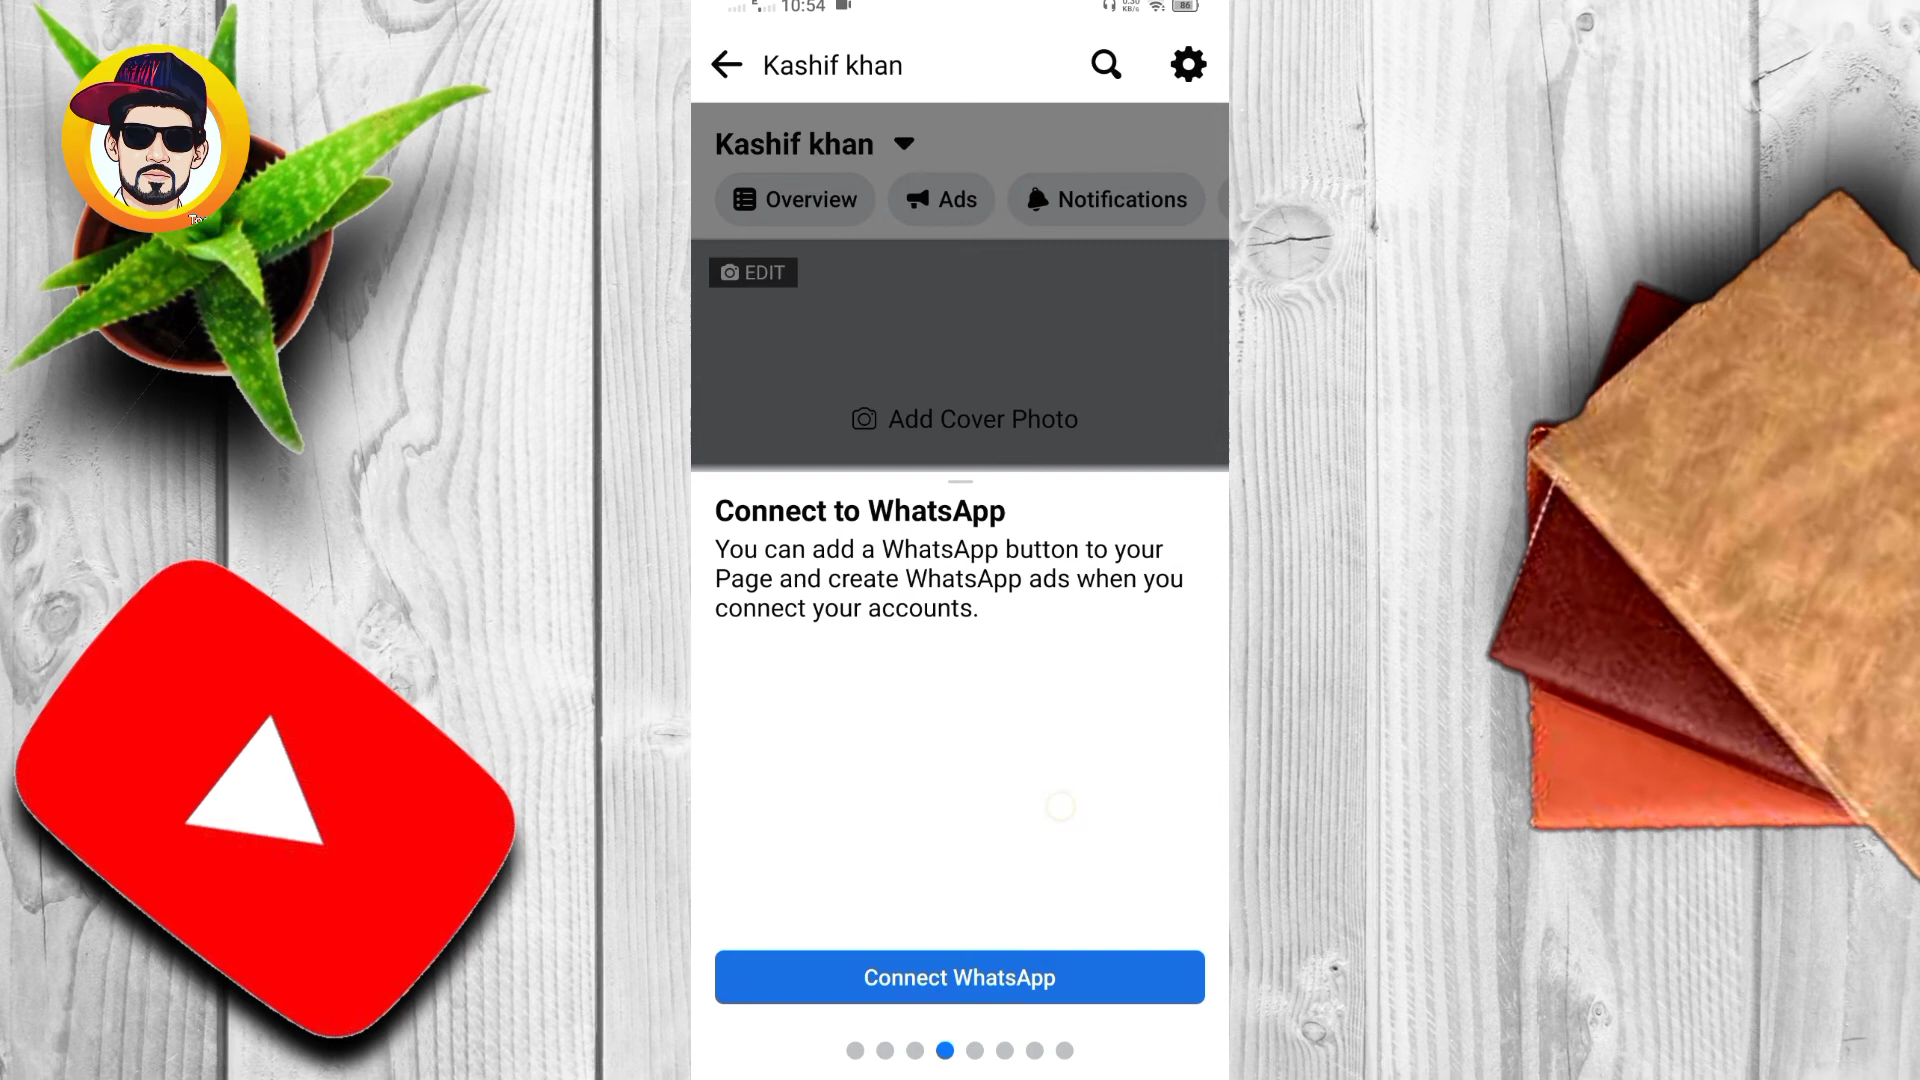 10:54
86
Kashif khan
Kashif khan
Overview
Ads
Notifications
EDIT
Add Cover Photo
Connect to WhatsApp
You can add a WhatsApp button to your
Page and create WhatsApp ads when you
connect your accounts.
Connect WhatsApp